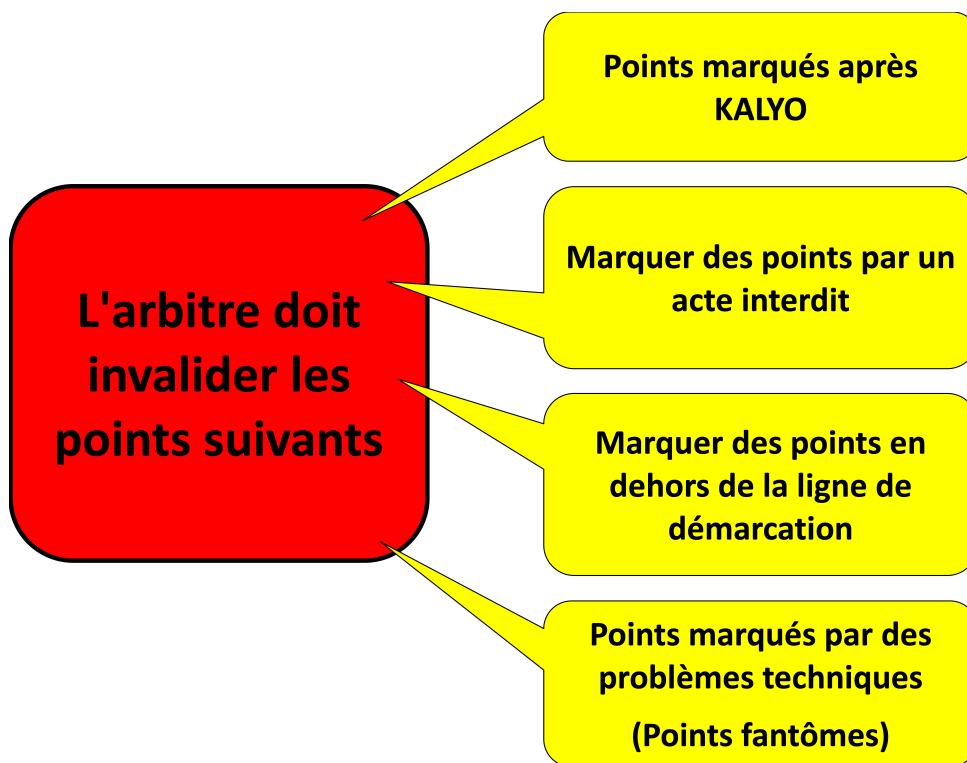 L'arbitre doit
invalider les
points suivants
Points marqués après
KALYO
Marquer des points par un
acte interdit
Marquer des points en
dehors de la ligne de
démarcation
Points marqués par des
problèmes techniques
(Points fantômes)